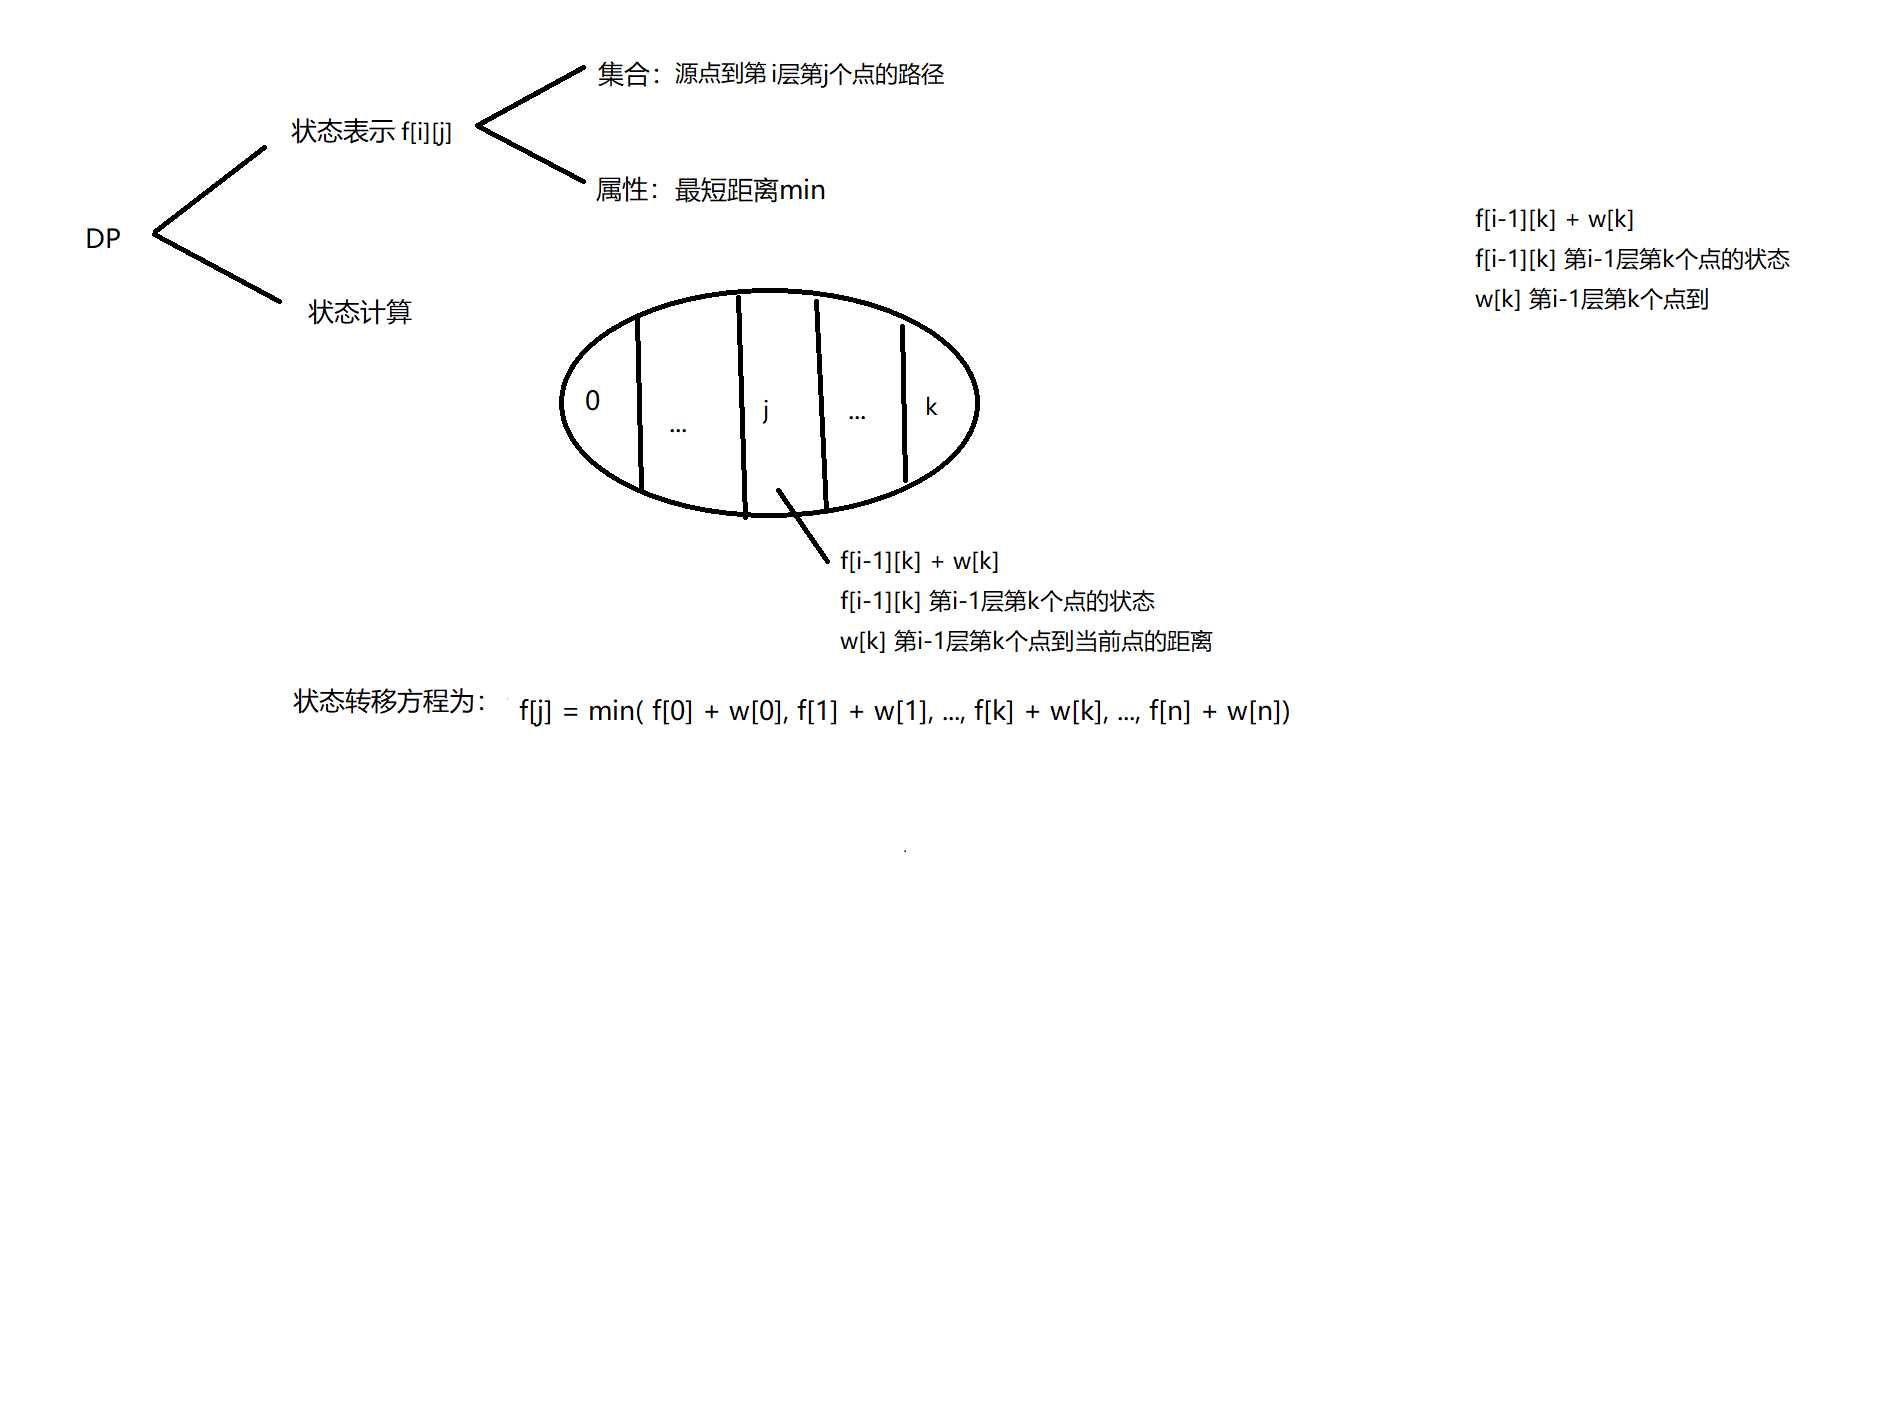 集合：源点到第 i层第j个点的路径
状态表示 f[i][j]
属性：最短距离min
DP
状态计算
f[i-1][k] + w[k]
f[i-1][k] 第i-1层第k个点的状态
w[k] 第i-1层第k个点到
0
...
j
...
k
f[i-1][k] + w[k]
f[i-1][k] 第i-1层第k个点的状态
w[k] 第i-1层第k个点到当前点的距离
状态转移方程为： f[j] = min( f[0] + w[0], f[1] + w[1], ..., f[k] + w[k], ..., f[n] + w[n])